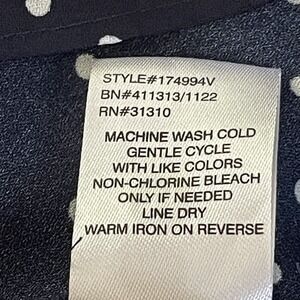 STYLE#174994V
BN#411313/1122
RN#31310
MACHINE WASH COLD
GENTLE CYCLE
WITH LIKE COLORS
NON-CHLORINE BLEACH
ONLY IF NEEDED
LINE DRY
WARM IRON ON REVERSE